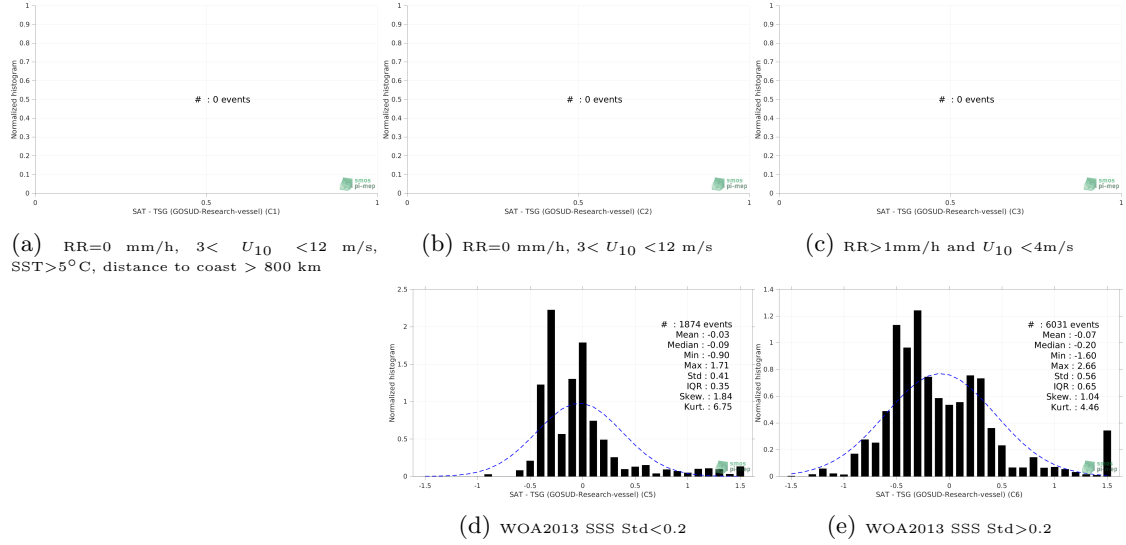 1
0.9
0.8
0.7
0.6
0.5
0.4
0.3
0.2
0.1
0
Normalized histogram
# : 0 events
smos
pi-mep
0 0.5 1
SAT - TSG (GOSUD-Research-vessel) (C1)
(a) RR=0 mm/h, 3< U10 <12 m/s,
SST>5°C, distance to coast > 800 km
1
0.9
0.8
0.7
0.6
0.5
0.4
0.3
0.2
0.1
0
Normalized histogram
# : 0 events
smos
pi-mep
0 0.5 1
SAT - TSG (GOSUD-Research-vessel) (C2)
(b) RR=0 mm/h, 3< U10 <12 m/s
1
0.9
0.8
0.7
0.6
0.5
0.4
0.3
0.2
0.1
0
Normalized histogram
# : 0 events
smos
pi-mep
0 0.5 1
SAT - TSG (GOSUD-Research-vessel) (C3)
(c) RR>1mm/h and U10 <4m/s
2.5
2
1.5
1
0.5
0
Normalized histogram
# : 1874 events
Mean : -0.03
Median : -0.09
Min : -0.90
Max : 1.71
Std : 0.41
IQR : 0.35
Skew. : 1.84
Kurt. : 6.75
smos
pi-mep
-1.5 -1 -0.5 0 0.5 1 1.5
SAT - TSG (GOSUD-Research-vessel) (C5)
(d) WOA2013 SSS Std<0.2
1.4
1.2
1
0.8
0.6
0.4
0.2
0
Normalized histogram
# : 6031 events
Mean : -0.07
Median : -0.20
Min : -1.60
Max : 2.66
Std : 0.56
IQR : 0.65
Skew. : 1.04
Kurt. : 4.46
smos
pi-mep
-1.5 -1 -0.5 0 0.5 1 1.5
SAT - TSG (GOSUD-Research-vessel) (C6)
(e) WOA2013 SSS Std>0.2